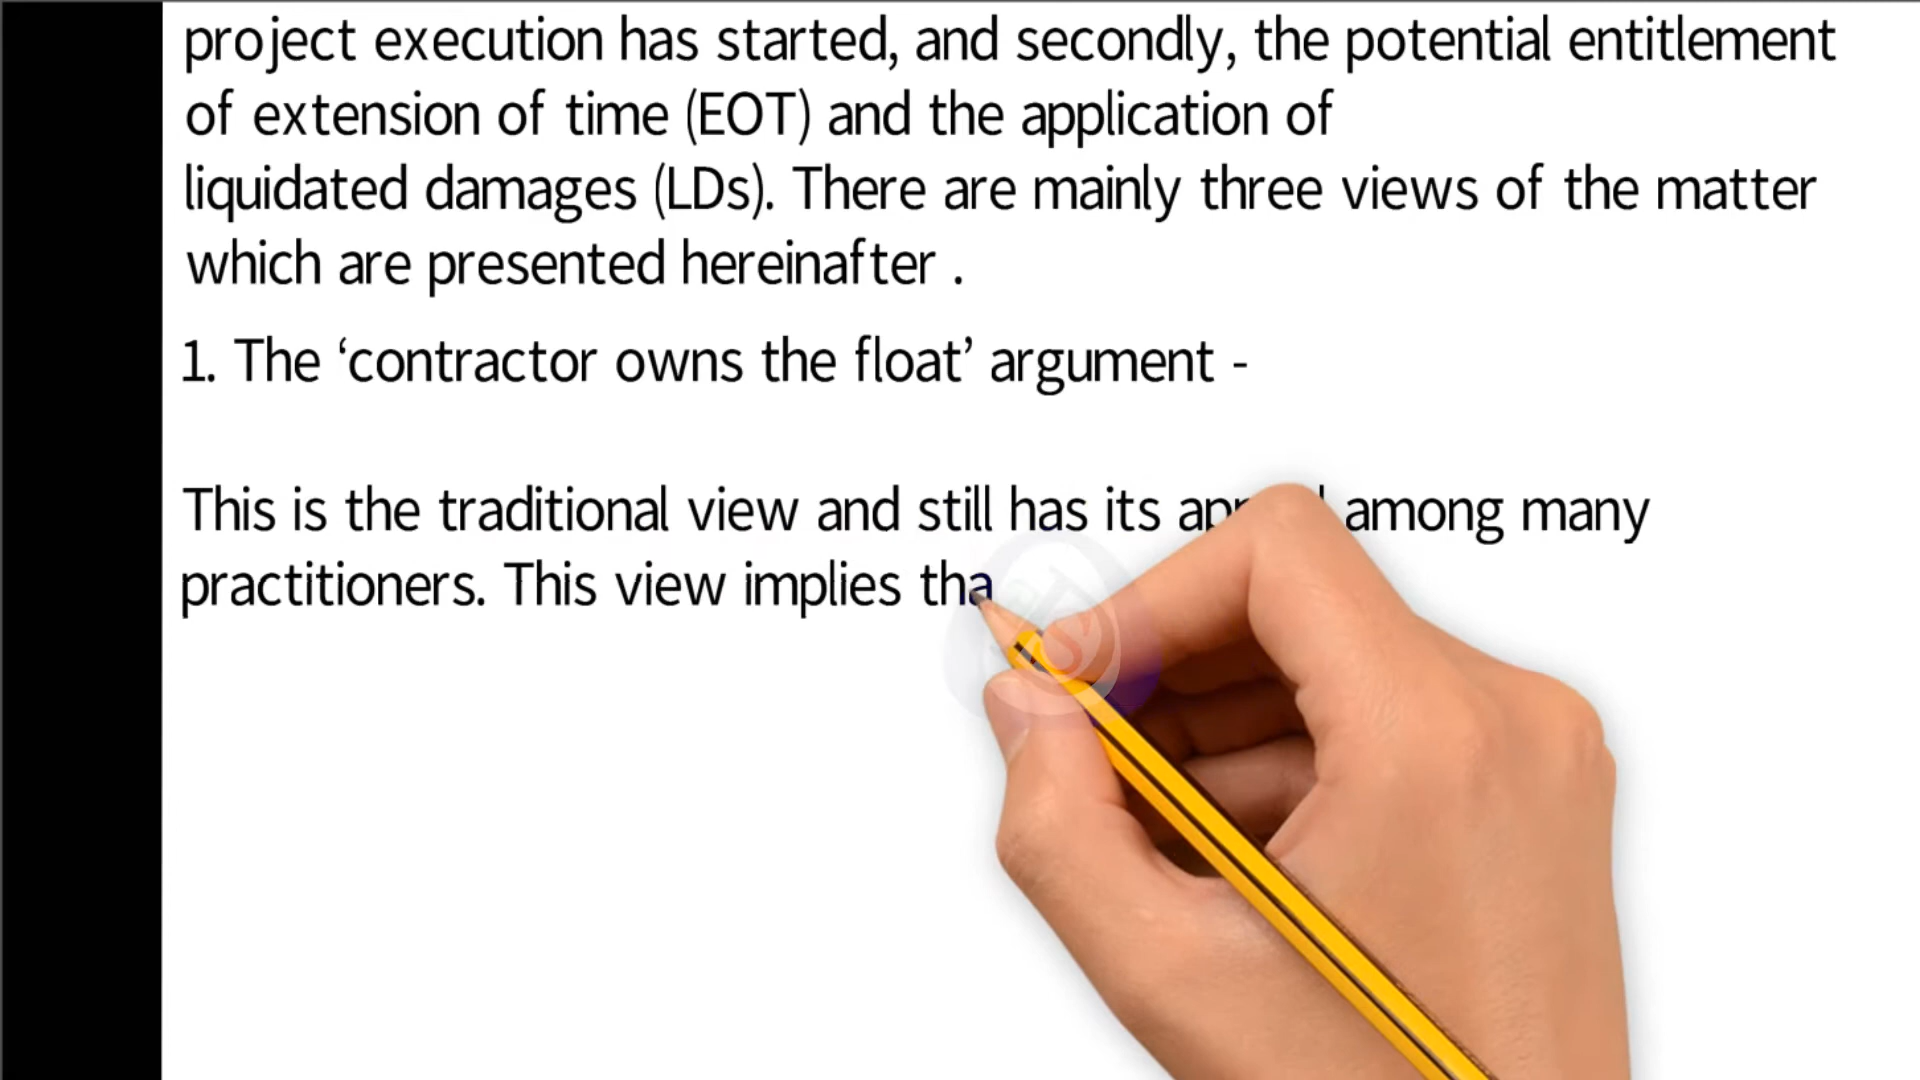 project execution has started, and secondly, the potential entitlement
of extension of time (EOT) and the application of
liquidated damages (LDs). There are mainly three views of the matter
which are presented hereinafter .
1. The ‘contractor owns the float’ argument -
This is the traditional view and still has its among many
practitioners. This view implies tha